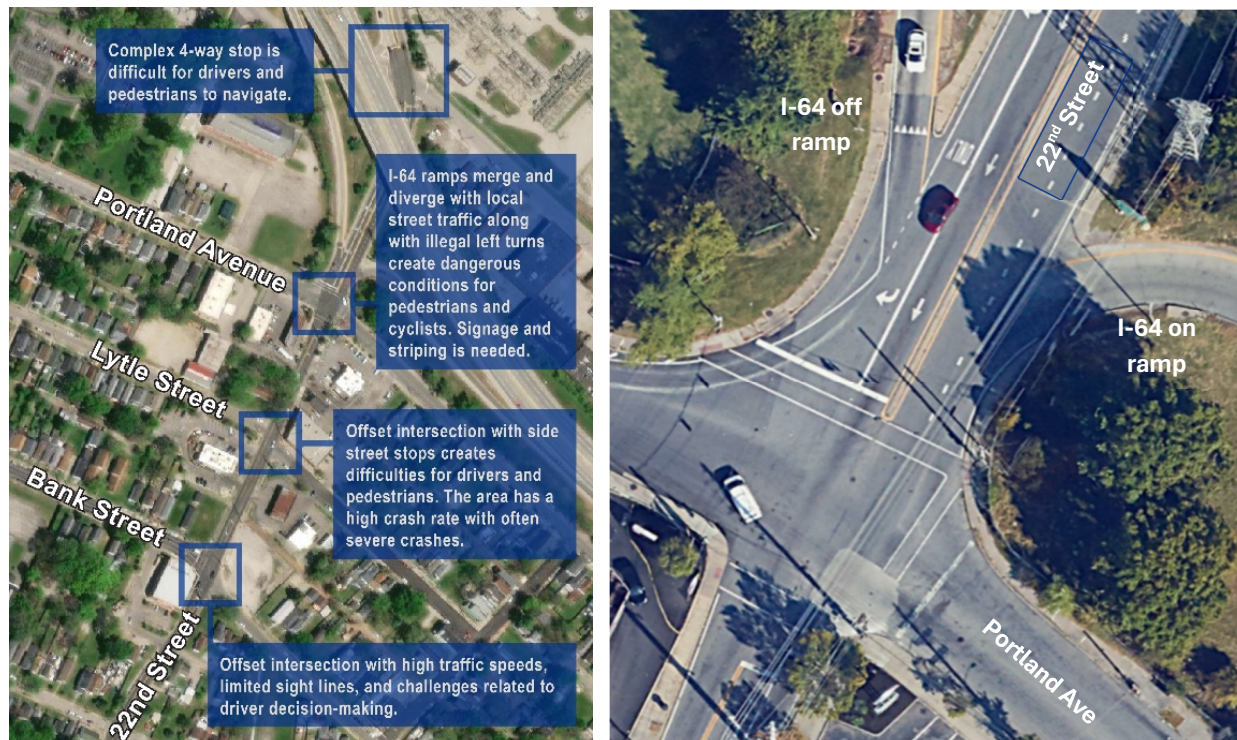 Complex 4-way stop is
difficult for drivers and
pedestrians to navigate.
Portland Avenue
I-64 ramps merge and
diverge with local
street traffic along
with illegal left turns
create dangerous
conditions for
pedestrians and
cyclists. Signage and
striping is needed.
Lytle Street
Offset intersection with side
street stops creates
difficulties for drivers and
pedestrians. The area has a
high crash rate with often
severe crashes.
Bank Street
22nd Street
Offset intersection with high traffic speeds,
limited sight lines, and challenges related to
driver decision-making.
I-64 off
ramp
22nd Street
I-64 on
ramp
Portland Ave